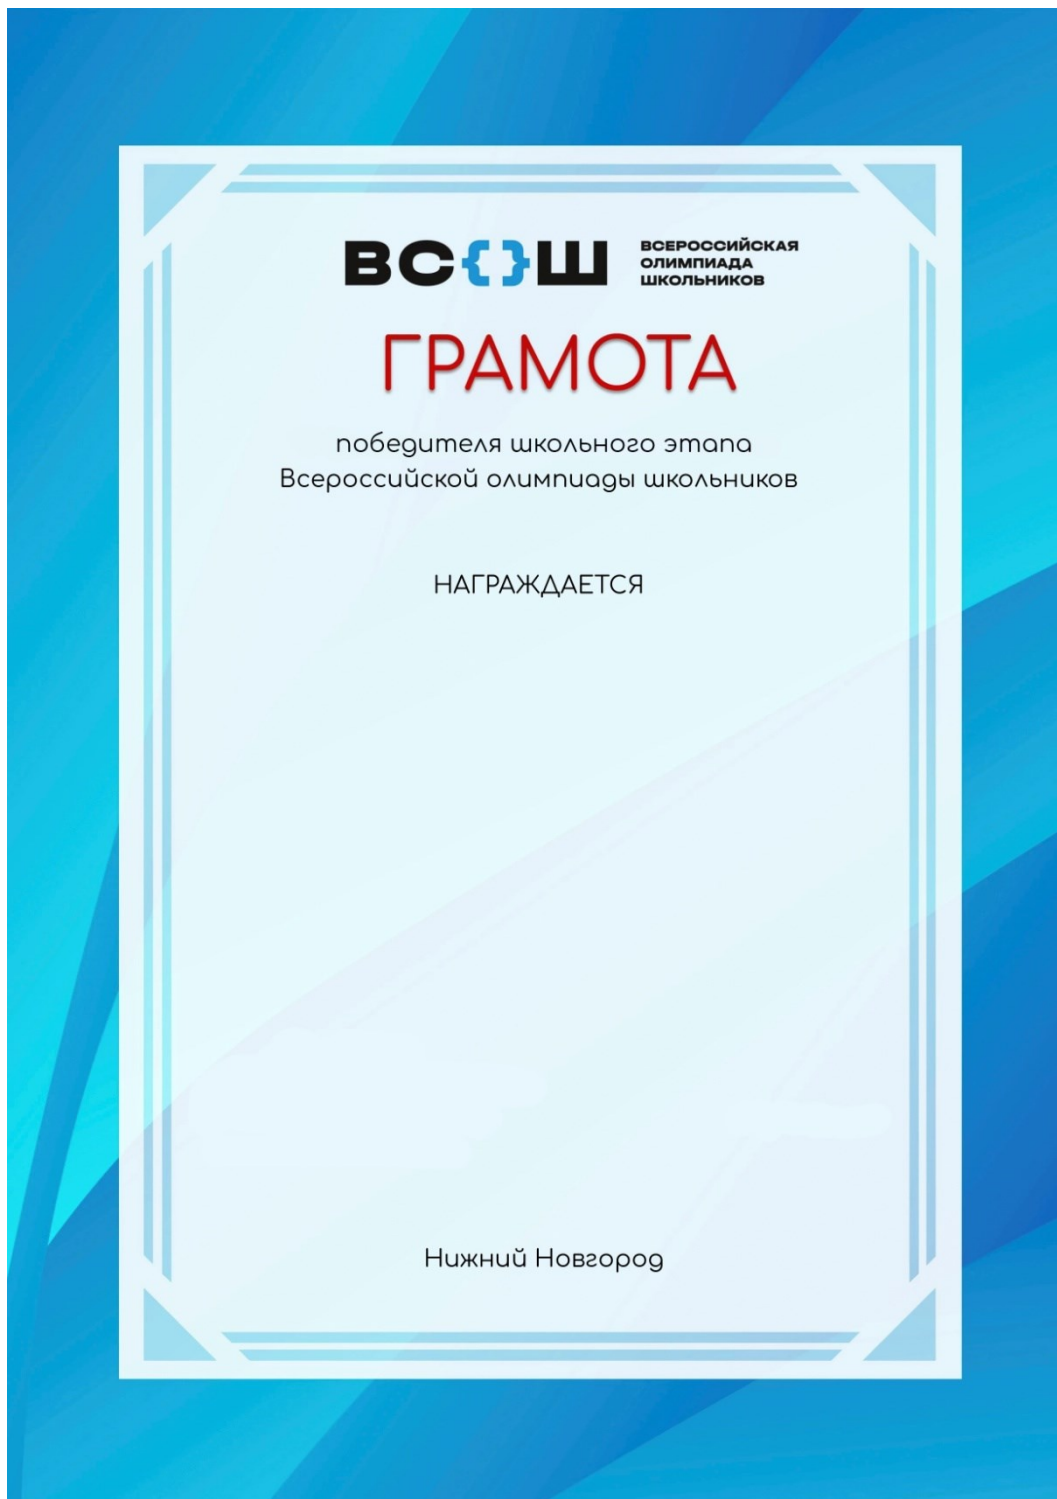 ВС{}Ш
ВСЕРОССИЙСКАЯ
ОЛИМПИАДА
ШКОЛЬНИКОВ
ГРАМОТА
победителя школьного этапа
Всероссийской олимпиады школьников
НАГРАЖДАЕТСЯ
Нижний Новгород